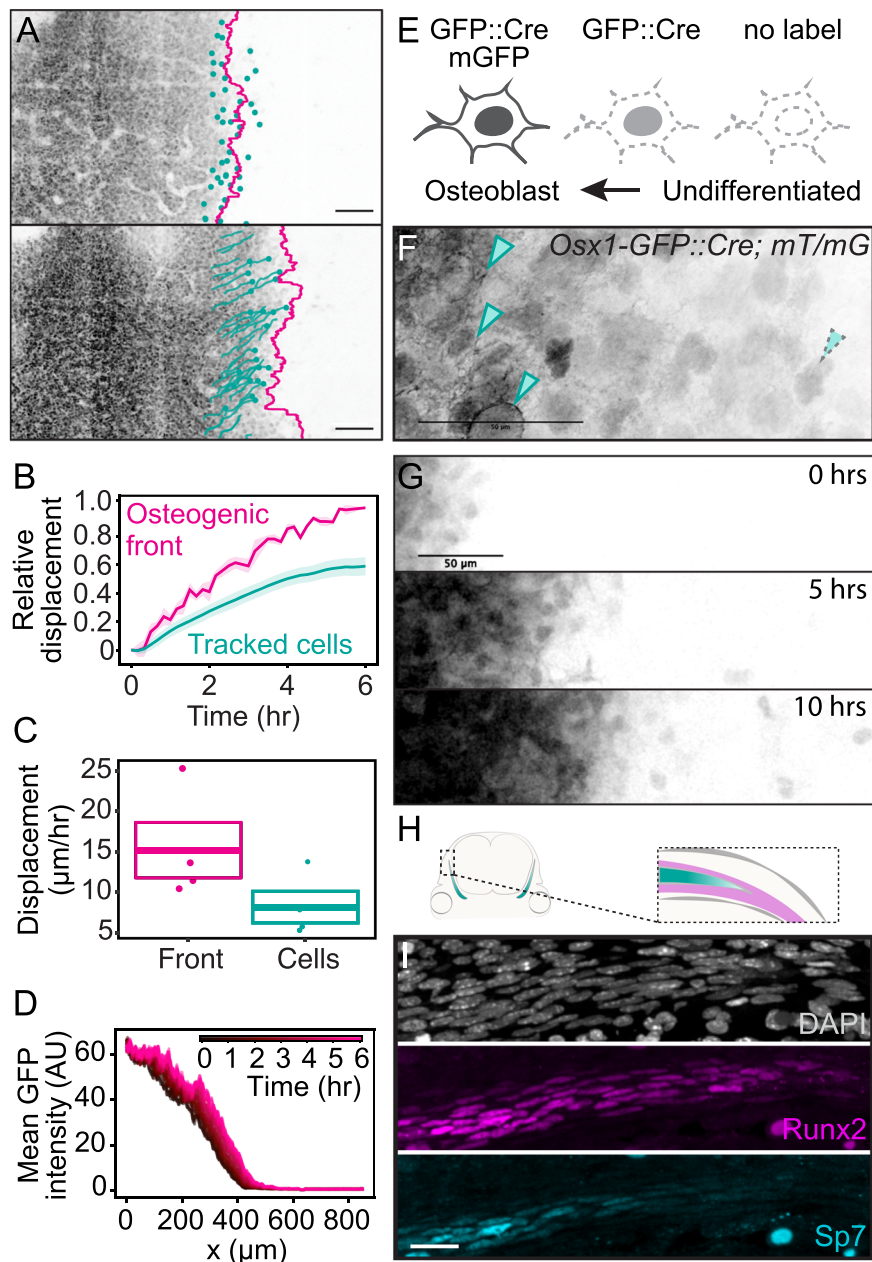 A
B
1.0
0.8
0.6
0.4
0.2
0
Relative
displacement
Osteogenic
front
Tracked cells
0
2
4
6
Time (hr)
C
25
20
15
10
5
Displacement
(μm/hr)
Front
Cells
D
60
40
20
0
Mean GFP
intensity (AU)
0 1 2 3 4 5 6
Time (hr)
0
200
400
600
800
x (μm)
E
GFP::Cre
mGFP
GFP::Cre
no label
Osteoblast
Undifferentiated
F
Osx1-GFP::Cre; mT/mG
50 μm
G
0 hrs
50 μm
5 hrs
10 hrs
H
I
DAPI
Runx2
Sp7